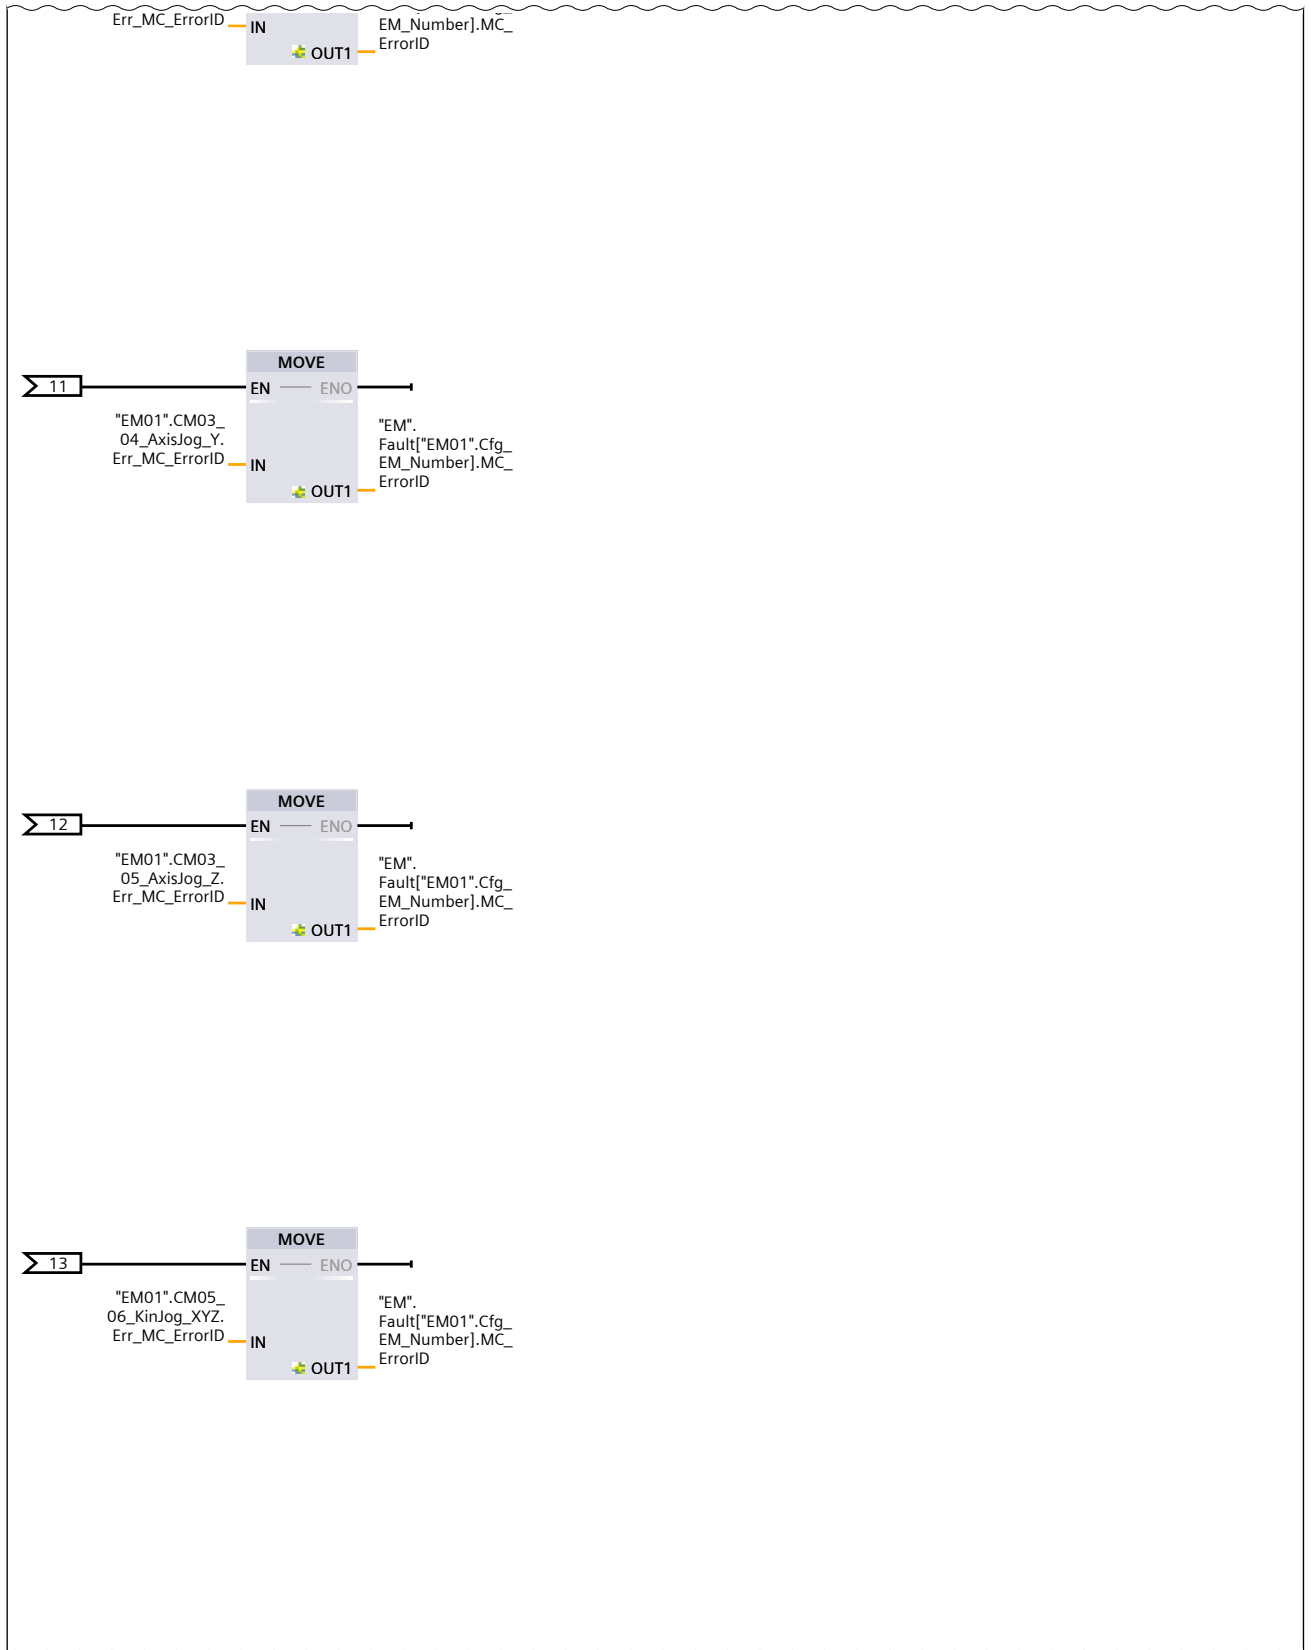 Err_MC_ErrorID
IN
EM_Number].MC_
ErrorID
OUT1
MOVE
11
EN
ENO
"EM01".CM03_
04_AxisJog_Y.
Err_MC_ErrorID
IN
"EM".
Fault["EM01".Cfg_
EM_Number].MC_
ErrorID
OUT1
MOVE
12
EN
ENO
"EM01".CM03_
05_AxisJog_Z.
Err_MC_ErrorID
IN
"EM".
Fault["EM01".Cfg_
EM_Number].MC_
ErrorID
OUT1
MOVE
13
EN
ENO
"EM01".CM05_
06_KinJog_XYZ.
Err_MC_ErrorID
IN
"EM".
Fault["EM01".Cfg_
EM_Number].MC_
ErrorID
OUT1